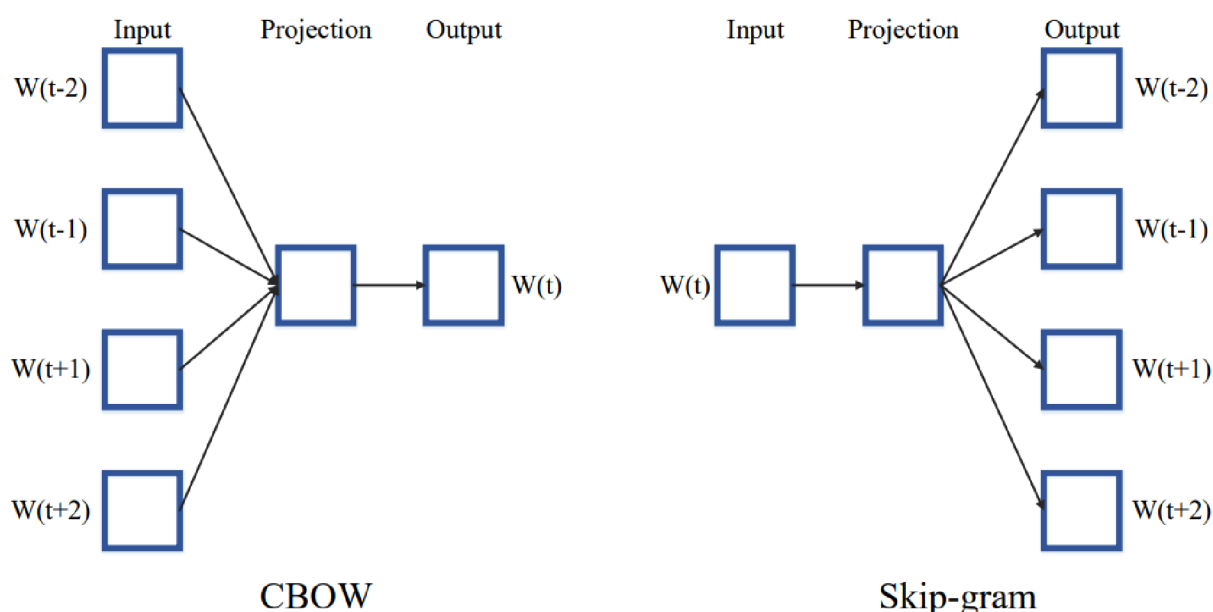 Input Projection Output
W(t-2)
W(t-1)
W(t+1)
W(t+2)
W(t)
CBOW
Input Projection Output
W(t)
W(t-2)
W(t-1)
W(t+1)
W(t+2)
Skip-gram